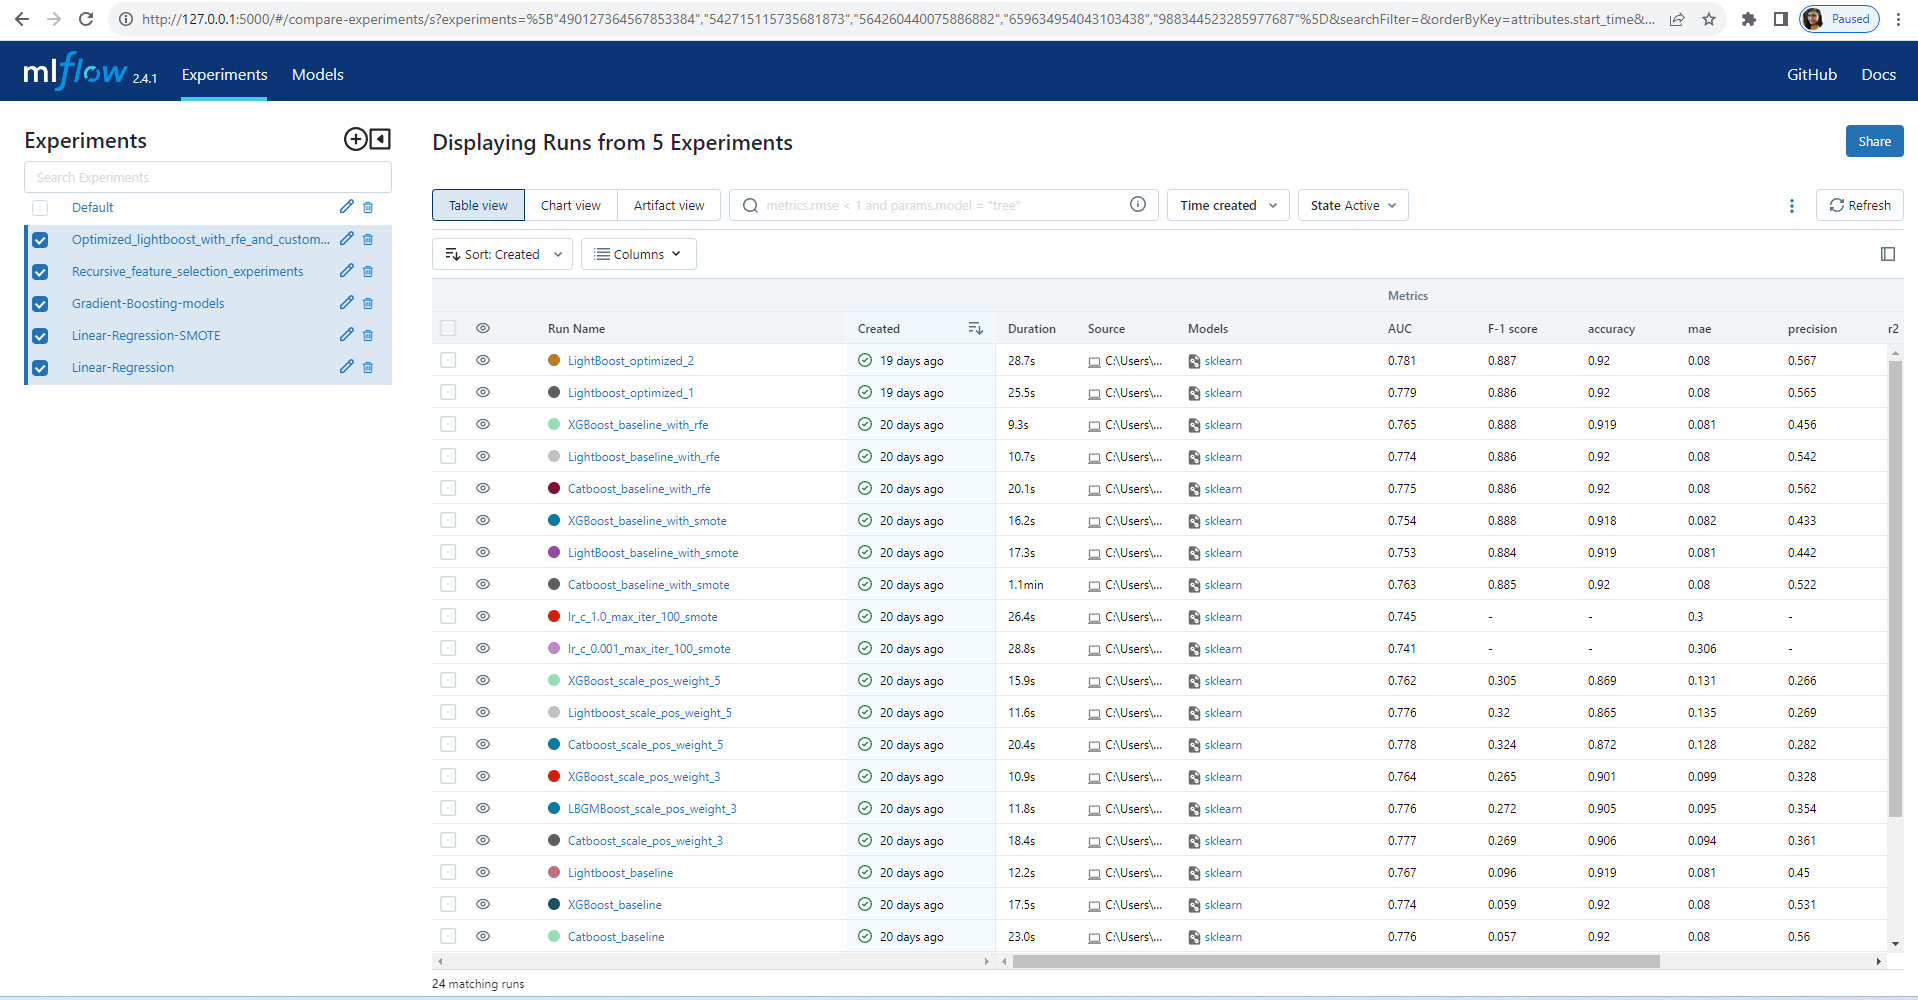 http://127.0.0.1:5000/#/compare-experiments/s?experiments=%5B"490127364567853384","542715115735681873","564260440075886882","659634954043103438","988344523285977687"%5D&searchFilter=&orderByKey=attributes.start_time&... Paused
mlflow 2.4.1 Experiments Models GitHub Docs
Experiments
Search Experiments
Default
Optimized_lightboost_with_rfe_and_custom...
Recursive_feature_selection_experiments
Gradient-Boosting-models
Linear-Regression-SMOTE
Linear-Regression
Displaying Runs from 5 Experiments Share
Table view Chart view Artifact view metrics.rmse < 1 and params.model = "tree" Time created State Active Refresh
Sort: Created Columns
Metrics
Run Name Created Duration Source Models AUC F-1 score accuracy mae precision r2
LightBoost_optimized_2 19 days ago 28.7s C:\Users\... sklearn 0.781 0.887 0.92 0.08 0.567
Lightboost_optimized_1 19 days ago 25.5s C:\Users\... sklearn 0.779 0.886 0.92 0.08 0.565
XGBoost_baseline_with_rfe 20 days ago 9.3s C:\Users\... sklearn 0.765 0.888 0.919 0.081 0.456
Lightboost_baseline_with_rfe 20 days ago 10.7s C:\Users\... sklearn 0.774 0.886 0.92 0.08 0.542
Catboost_baseline_with_rfe 20 days ago 20.1s C:\Users\... sklearn 0.775 0.886 0.92 0.08 0.562
XGBoost_baseline_with_smote 20 days ago 16.2s C:\Users\... sklearn 0.754 0.888 0.918 0.082 0.433
LightBoost_baseline_with_smote 20 days ago 17.3s C:\Users\... sklearn 0.753 0.884 0.919 0.081 0.442
Catboost_baseline_with_smote 20 days ago 1.1min C:\Users\... sklearn 0.763 0.885 0.92 0.08 0.522
lr_c_1.0_max_iter_100_smote 20 days ago 26.4s C:\Users\... sklearn 0.745 - - 0.3 -
lr_c_0.001_max_iter_100_smote 20 days ago 28.8s C:\Users\... sklearn 0.741 - - 0.306 -
XGBoost_scale_pos_weight_5 20 days ago 15.9s C:\Users\... sklearn 0.762 0.305 0.869 0.131 0.266
Lightboost_scale_pos_weight_5 20 days ago 11.6s C:\Users\... sklearn 0.776 0.32 0.865 0.135 0.269
Catboost_scale_pos_weight_5 20 days ago 20.4s C:\Users\... sklearn 0.778 0.324 0.872 0.128 0.282
XGBoost_scale_pos_weight_3 20 days ago 10.9s C:\Users\... sklearn 0.764 0.265 0.901 0.099 0.328
LBGMBoost_scale_pos_weight_3 20 days ago 11.8s C:\Users\... sklearn 0.776 0.272 0.905 0.095 0.354
Catboost_scale_pos_weight_3 20 days ago 18.4s C:\Users\... sklearn 0.777 0.269 0.906 0.094 0.361
Lightboost_baseline 20 days ago 12.2s C:\Users\... sklearn 0.767 0.096 0.919 0.081 0.45
XGBoost_baseline 20 days ago 17.5s C:\Users\... sklearn 0.774 0.059 0.92 0.08 0.531
Catboost_baseline 20 days ago 23.0s C:\Users\... sklearn 0.776 0.057 0.92 0.08 0.56
24 matching runs